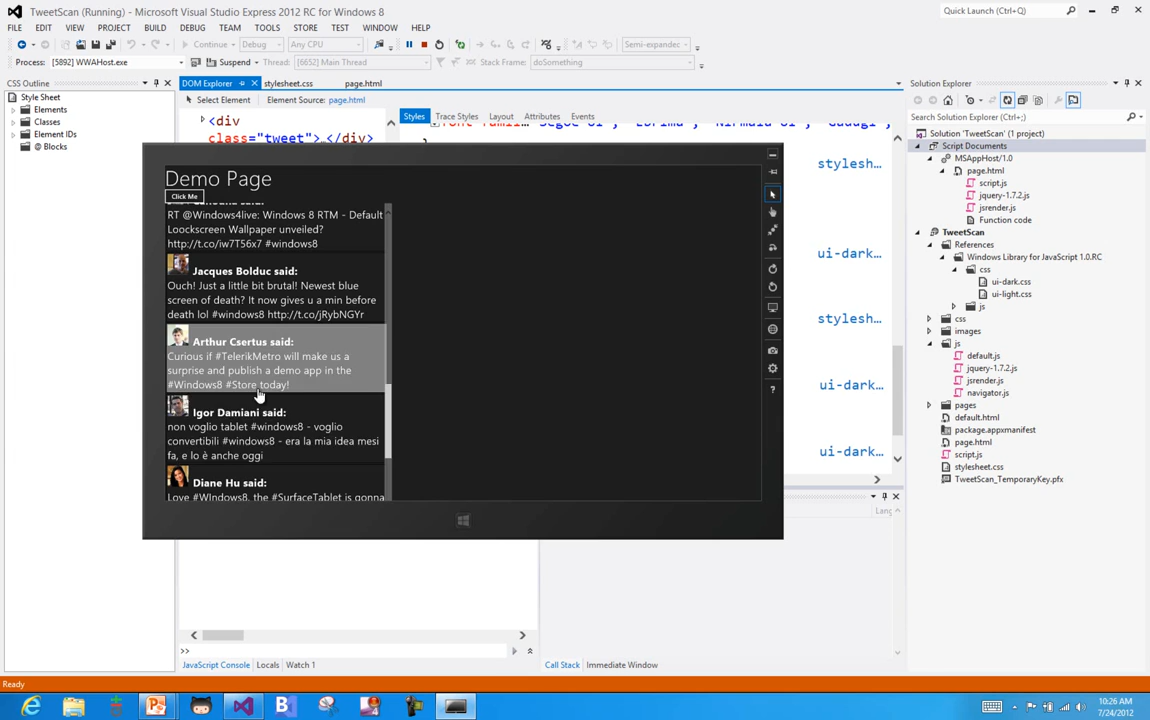 TweetScan (Running) - Microsoft Visual Studio Express 2012 RC for Windows 8
Quick Launch (Ctrl+Q)
FILE EDIT VIEW PROJECT BUILD DEBUG TEAM TOOLS STORE TEST WINDOW HELP
Continue Debug Any CPU Semi-expanded
Process: [5892] WWAHost.exe Suspend Thread: [6652] Main Thread Stack Frame: doSomething
CSS Outline
Style Sheet
Elements
Classes
Element IDs
@ Blocks
DOM Explorer stylesheet.css page.html
Select Element Element Source: page.html
<div
class="tweet">…</div>
Styles Trace Styles Layout Attributes Events
stylesh…
ui-dark…
stylesh…
ui-dark…
ui-dark…
Demo Page
Click Me
RT @Windows4live: Windows 8 RTM - Default
Loockscreen Wallpaper unveiled?
http://t.co/iw7T56x7 #windows8
Jacques Bolduc said:
Ouch! Just a little bit brutal! Newest blue
screen of death? It now gives u a min before
death lol #windows8 http://t.co/jRybNGYr
Arthur Csertus said:
Curious if #TelerikMetro will make us a
surprise and publish a demo app in the
#Windows8 #Store today!
Igor Damiani said:
non voglio tablet #windows8 - voglio
convertibili #windows8 - era la mia idea mesi
fa, e lo è anche oggi
Diane Hu said:
Love #WIndows8, the #SurfaceTablet is gonna
Lang
>>
JavaScript Console Locals Watch 1
Call Stack Immediate Window
Solution Explorer
Search Solution Explorer (Ctrl+;)
Solution 'TweetScan' (1 project)
Script Documents
MSAppHost/1.0
page.html
script.js
jquery-1.7.2.js
jsrender.js
Function code
TweetScan
References
Windows Library for JavaScript 1.0.RC
css
ui-dark.css
ui-light.css
js
css
images
js
default.js
jquery-1.7.2.js
jsrender.js
navigator.js
pages
default.html
package.appxmanifest
page.html
script.js
stylesheet.css
TweetScan_TemporaryKey.pfx
Ready
10:26 AM
7/24/2012